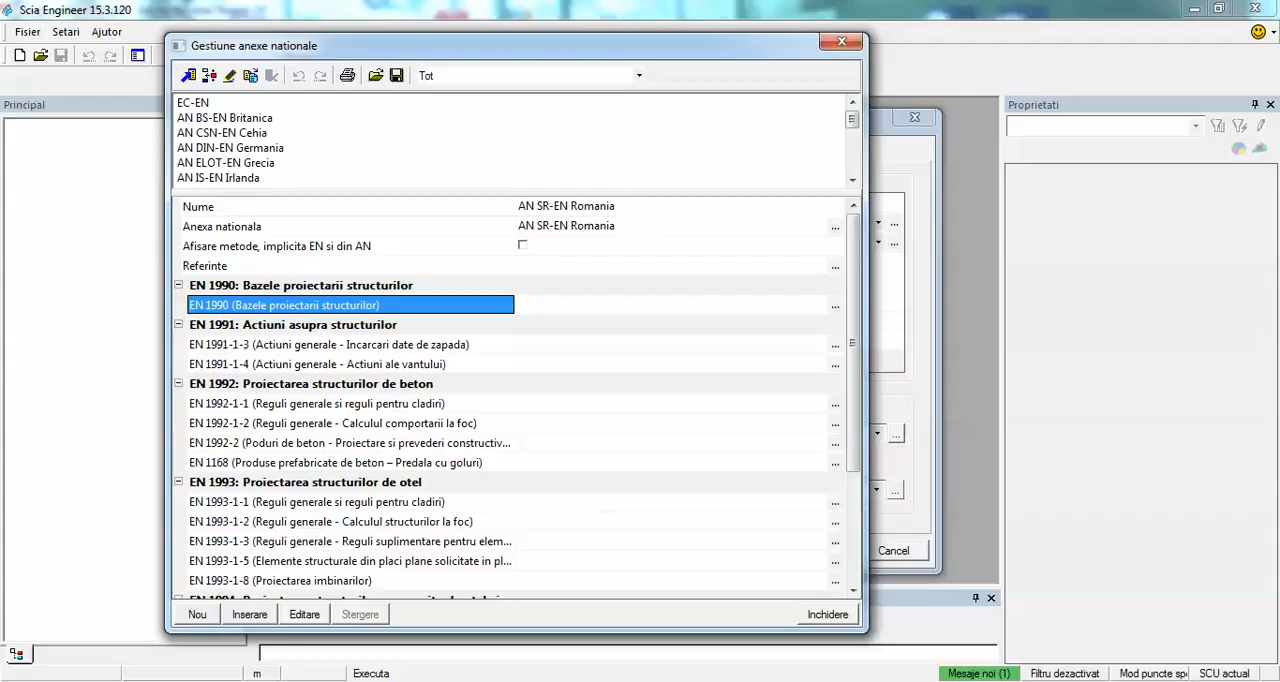 Scia Engineer 15.3.120
Fisier Setari Ajutor
Principal
Gestiune anexe nationale
Tot
EC-EN
AN BS-EN Britanica
AN CSN-EN Cehia
AN DIN-EN Germania
AN ELOT-EN Grecia
AN IS-EN Irlanda
Nume AN SR-EN Romania
Anexa nationala AN SR-EN Romania ...
Afisare metode, implicita EN si din AN
Referinte ...
EN 1990: Bazele proiectarii structurilor
EN 1990 (Bazele proiectarii structurilor) ...
EN 1991: Actiuni asupra structurilor
EN 1991-1-3 (Actiuni generale - Incarcari date de zapada) ...
EN 1991-1-4 (Actiuni generale - Actiuni ale vantului) ...
EN 1992: Proiectarea structurilor de beton
EN 1992-1-1 (Reguli generale si reguli pentru cladiri) ...
EN 1992-1-2 (Reguli generale - Calculul comportarii la foc) ...
EN 1992-2 (Poduri de beton - Proiectare si prevederi constructiv... ...
EN 1168 (Produse prefabricate de beton – Predala cu goluri) ...
EN 1993: Proiectarea structurilor de otel
EN 1993-1-1 (Reguli generale si reguli pentru cladiri) ...
EN 1993-1-2 (Reguli generale - Calculul structurilor la foc) ...
EN 1993-1-3 (Reguli generale - Reguli suplimentare pentru elem... ...
EN 1993-1-5 (Elemente structurale din placi plane solicitate in pl... ...
EN 1993-1-8 (Proiectarea imbinarilor) ...
Nou Inserare Editare Stergere Inchidere
Cancel
Proprietati
m Executa Mesaje noi (1) Filtru dezactivat Mod puncte sp SCU actual